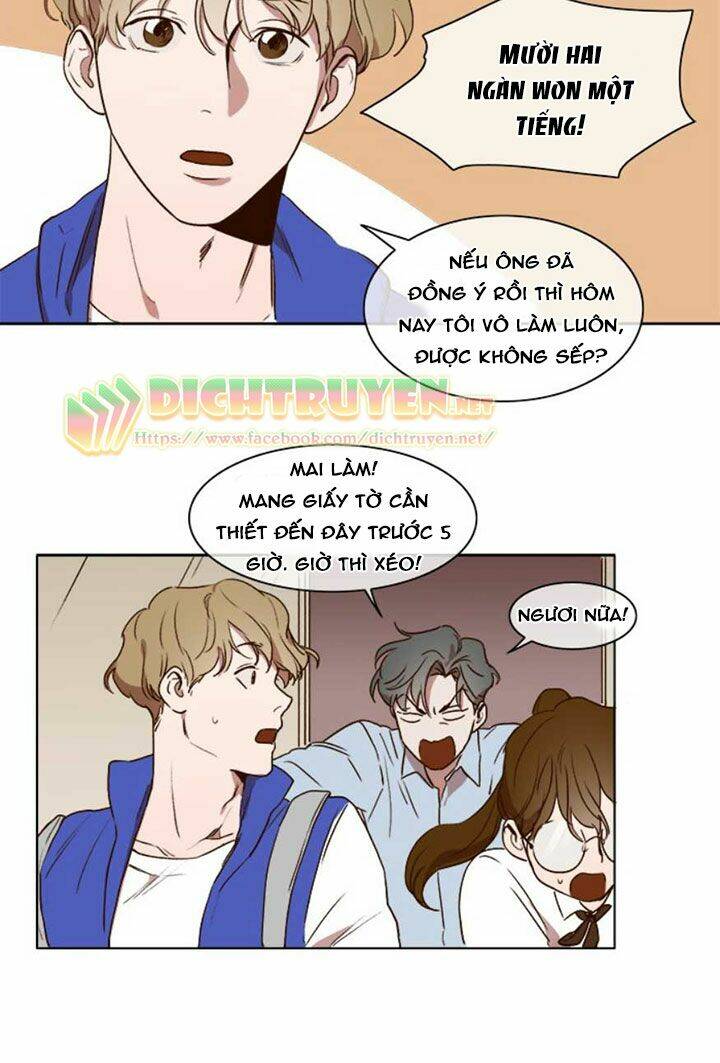 MƯỜI HAI
NGÀN WON MỘT
TIẾNG!
NẾU ÔNG ĐÃ
ĐỒNG Ý RỒI THÌ HÔM
NAY TÔI VÔ LÀM LUÔN,
ĐƯỢC KHÔNG SẾP?
DICHTRUYEN.NET
Https://www.facebook.com/dichtruyen.net/
MAI LÀM!
MANG GIẤY TỜ CẦN
THIẾT ĐẾN ĐÂY TRƯỚC 5
GIỜ. GIỜ THÌ XÉO!
NGƯƠI NỮA!